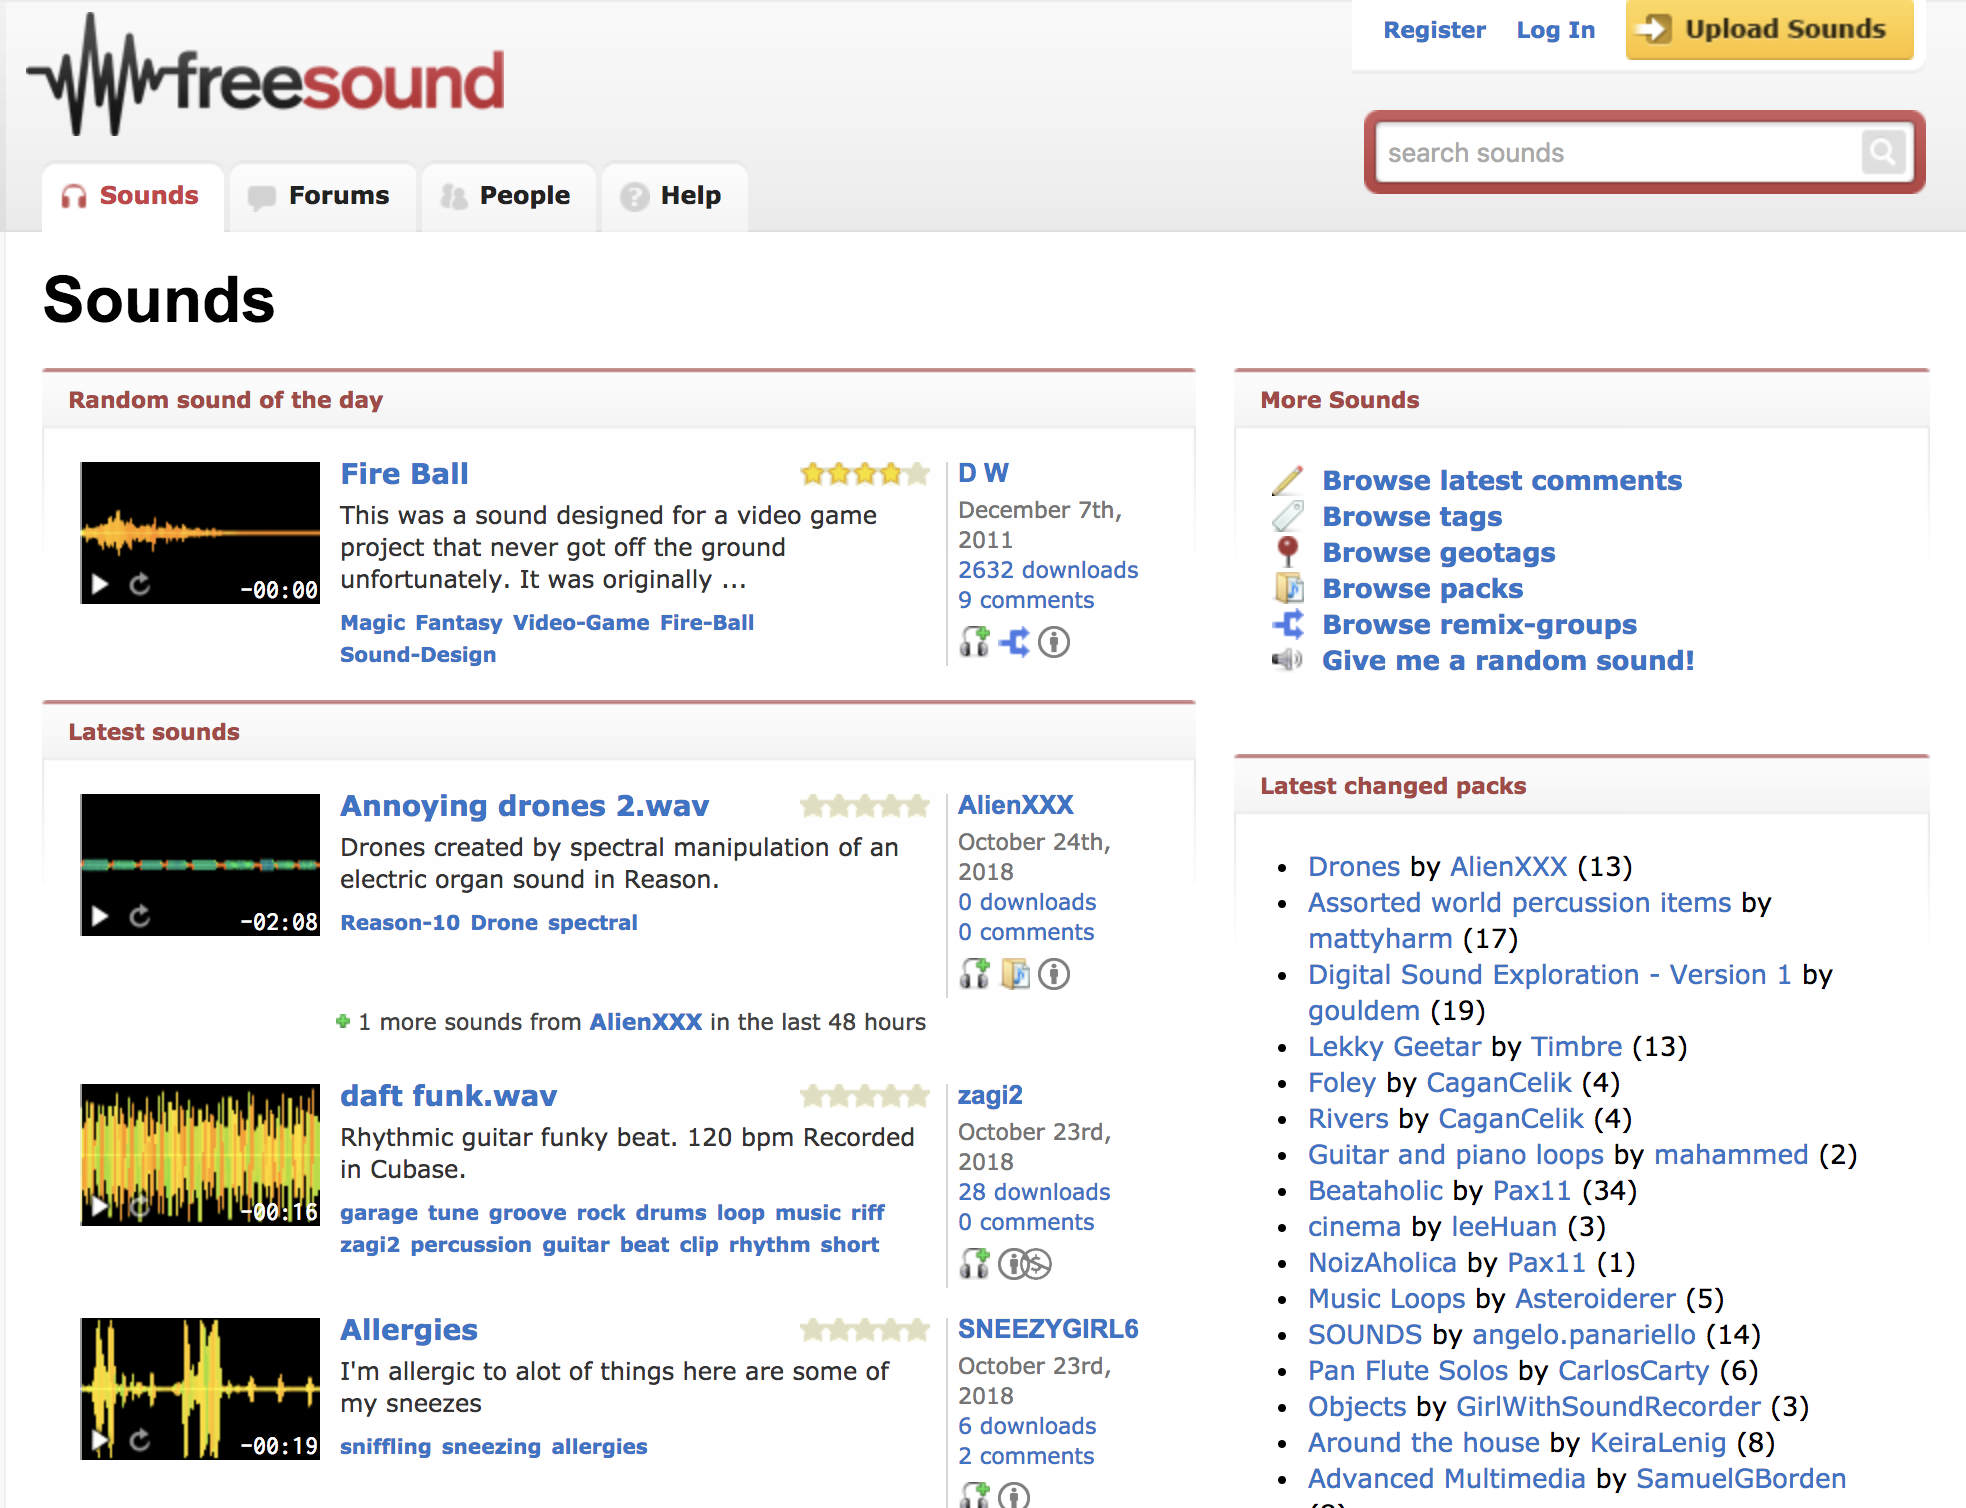 freesound
Register Log In Upload Sounds
search sounds
Sounds Forums People Help
Sounds
Random sound of the day
Fire Ball
This was a sound designed for a video game
project that never got off the ground
unfortunately. It was originally ...
Magic Fantasy Video-Game Fire-Ball
Sound-Design
-00:00
D W
December 7th,
2011
2632 downloads
9 comments
Latest sounds
Annoying drones 2.wav
Drones created by spectral manipulation of an
electric organ sound in Reason.
Reason-10 Drone spectral
-02:08
AlienXXX
October 24th,
2018
0 downloads
0 comments
1 more sounds from AlienXXX in the last 48 hours
daft funk.wav
Rhythmic guitar funky beat. 120 bpm Recorded
in Cubase.
garage tune groove rock drums loop music riff
zagi2 percussion guitar beat clip rhythm short
-00:16
zagi2
October 23rd,
2018
28 downloads
0 comments
Allergies
I'm allergic to alot of things here are some of
my sneezes
sniffling sneezing allergies
-00:19
SNEEZYGIRL6
October 23rd,
2018
6 downloads
2 comments
More Sounds
Browse latest comments
Browse tags
Browse geotags
Browse packs
Browse remix-groups
Give me a random sound!
Latest changed packs
Drones by AlienXXX (13)
Assorted world percussion items by
mattyharm (17)
Digital Sound Exploration - Version 1 by
gouldem (19)
Lekky Geetar by Timbre (13)
Foley by CaganCelik (4)
Rivers by CaganCelik (4)
Guitar and piano loops by mahammed (2)
Beataholic by Pax11 (34)
cinema by leeHuan (3)
NoizAholica by Pax11 (1)
Music Loops by Asteroiderer (5)
SOUNDS by angelo.panariello (14)
Pan Flute Solos by CarlosCarty (6)
Objects by GirlWithSoundRecorder (3)
Around the house by KeiraLenig (8)
Advanced Multimedia by SamuelGBorden